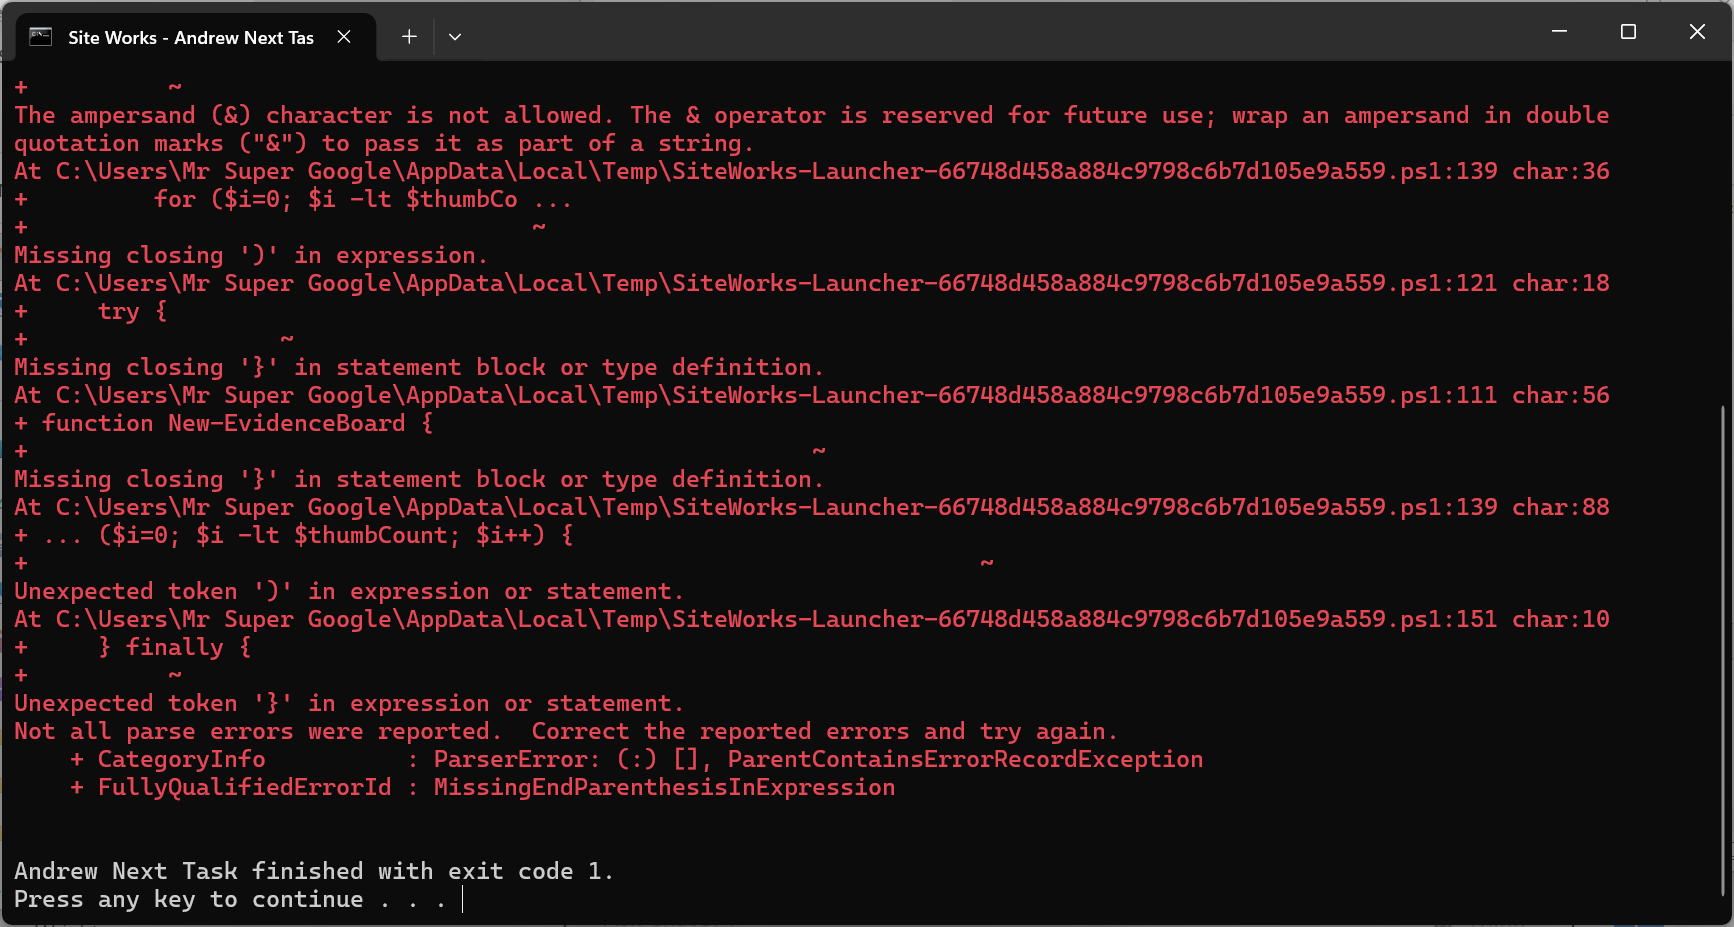 Site Works - Andrew Next Tas
+          ~
The ampersand (&) character is not allowed. The & operator is reserved for future use; wrap an ampersand in double
quotation marks ("&") to pass it as part of a string.
At C:\Users\Mr Super Google\AppData\Local\Temp\SiteWorks-Launcher-66748d458a884c9798c6b7d105e9a559.ps1:139 char:36
+         for ($i=0; $i -lt $thumbCo ...
+                                    ~
Missing closing ')' in expression.
At C:\Users\Mr Super Google\AppData\Local\Temp\SiteWorks-Launcher-66748d458a884c9798c6b7d105e9a559.ps1:121 char:18
+     try {
+                  ~
Missing closing '}' in statement block or type definition.
At C:\Users\Mr Super Google\AppData\Local\Temp\SiteWorks-Launcher-66748d458a884c9798c6b7d105e9a559.ps1:111 char:56
+ function New-EvidenceBoard {
+                                                        ~
Missing closing '}' in statement block or type definition.
At C:\Users\Mr Super Google\AppData\Local\Temp\SiteWorks-Launcher-66748d458a884c9798c6b7d105e9a559.ps1:139 char:88
+ ... ($i=0; $i -lt $thumbCount; $i++) {
+                                                                    ~
Unexpected token ')' in expression or statement.
At C:\Users\Mr Super Google\AppData\Local\Temp\SiteWorks-Launcher-66748d458a884c9798c6b7d105e9a559.ps1:151 char:10
+     } finally {
+          ~
Unexpected token '}' in expression or statement.
Not all parse errors were reported.  Correct the reported errors and try again.
    + CategoryInfo          : ParserError: (:) [], ParentContainsErrorRecordException
    + FullyQualifiedErrorId : MissingEndParenthesisInExpression
Andrew Next Task finished with exit code 1.
Press any key to continue . . .